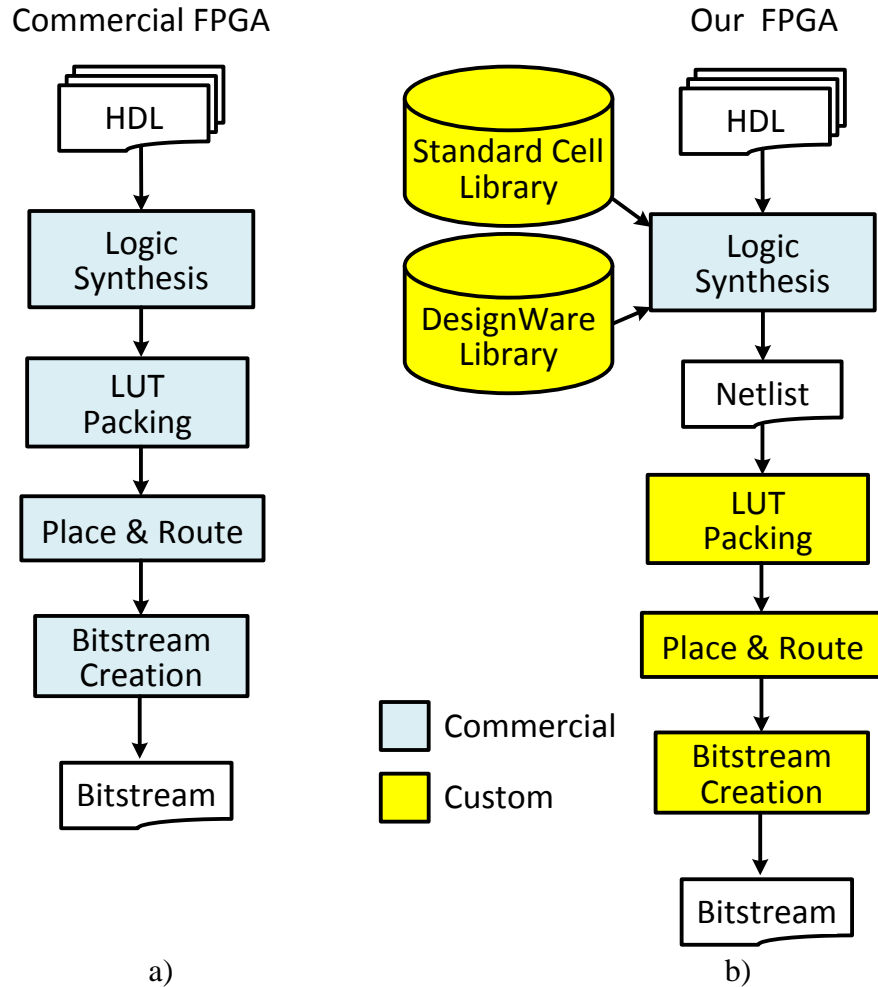 Commercial FPGA
HDL
Logic
Synthesis
LUT
Packing
Place & Route
Bitstream
Creation
Bitstream
a)
Our FPGA
Standard Cell
Library
DesignWare
Library
HDL
Logic
Synthesis
Netlist
LUT
Packing
Place & Route
Bitstream
Creation
Bitstream
Commercial
Custom
b)